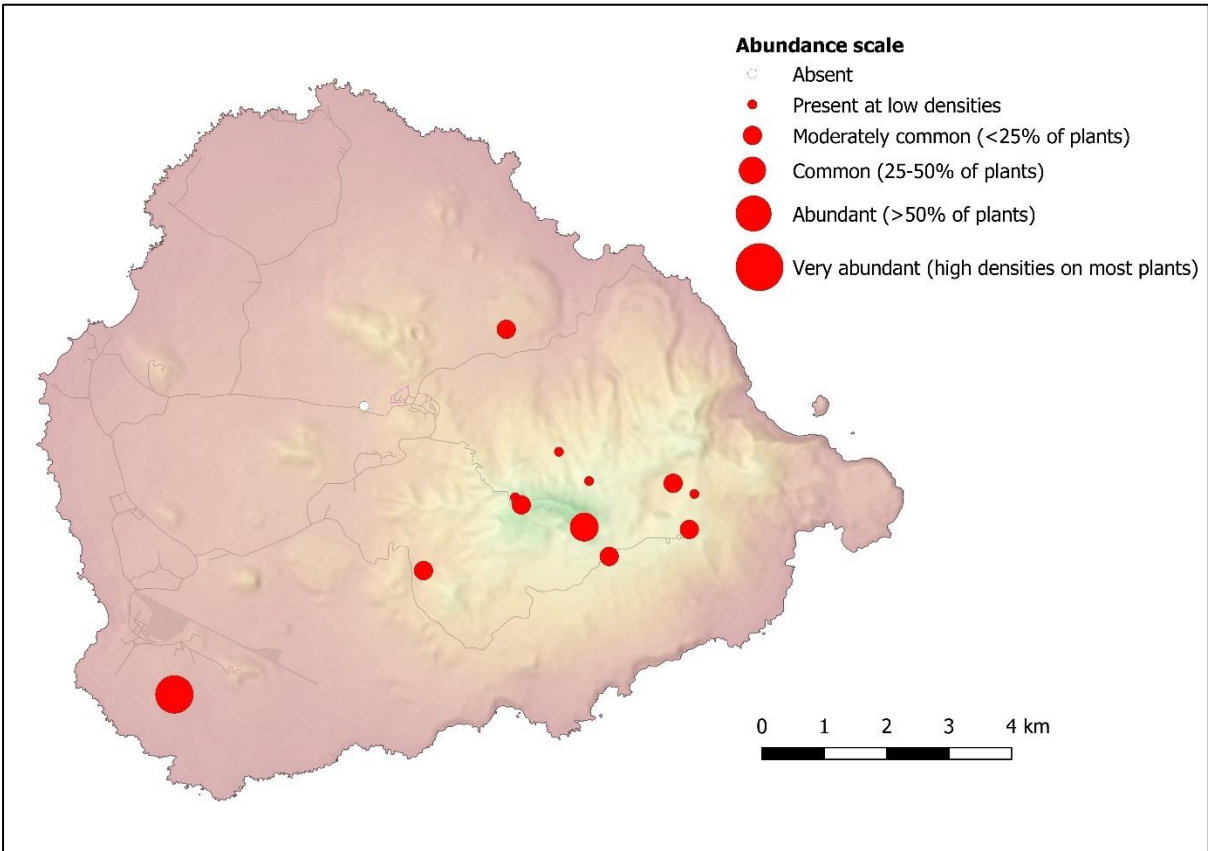 Abundance scale
Absent
Present at low densities
Moderately common (<25% of plants)
Common (25-50% of plants)
Abundant (>50% of plants)
Very abundant (high densities on most plants)
0 1 2 3 4 km